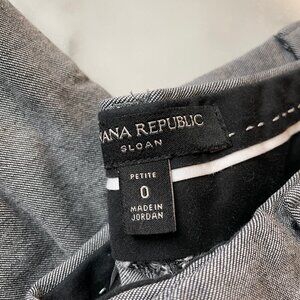 NANA REPUBLIC
SLOAN
PETITE
0
MADE IN
JORDAN